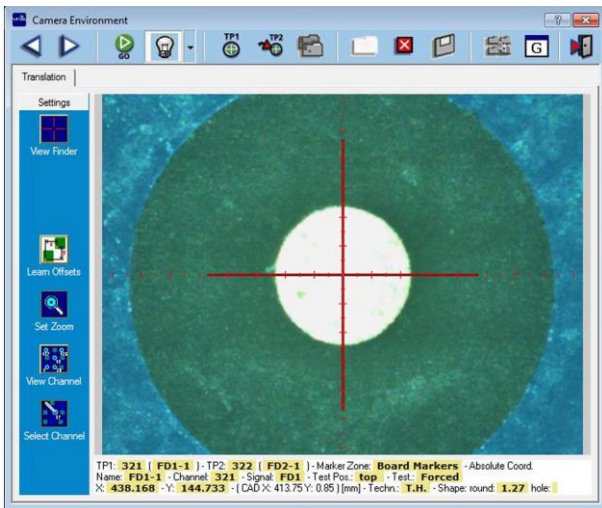 Camera Environment
GO
TP1
TP2
G
Translation
Settings
View Finder
Learn Offsets
Set Zoom
View Channel
Select Channel
TP1: 321 ( FD1-1 ) - TP2: 322 ( FD2-1 ) - Marker Zone: Board Markers - Absolute Coord.
Name: FD1-1 - Channel: 321 - Signal: FD1 - Test Pos.: top - Test.: Forced
X: 438.168 - Y: 144.733 - ( CAD X: 413.75 Y: 0.85 ) [mm] - Techn.: T.H. - Shape: round: 1.27 hole: